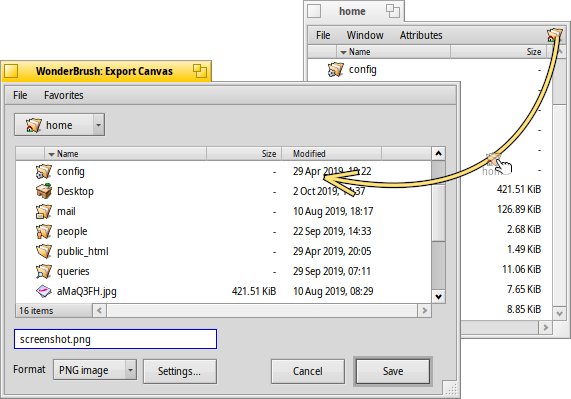 home
File Window Attributes
Name Size
config -
-
-
-
-
home -
421.51 KiB
126.89 KiB
2.68 KiB
1.49 KiB
11.06 KiB
7.65 KiB
8.85 KiB
WonderBrush: Export Canvas
File Favorites
home
Name Size Modified
config - 29 Apr 2019, 18:22
Desktop - 2 Oct 2019, 11:37
mail - 10 Aug 2019, 18:17
people - 22 Sep 2019, 14:33
public_html - 29 Apr 2019, 20:05
queries - 29 Sep 2019, 07:11
aMaQ3FH.jpg 421.51 KiB 10 Aug 2019, 08:29
16 items
screenshot.png
Format PNG image Settings... Cancel Save